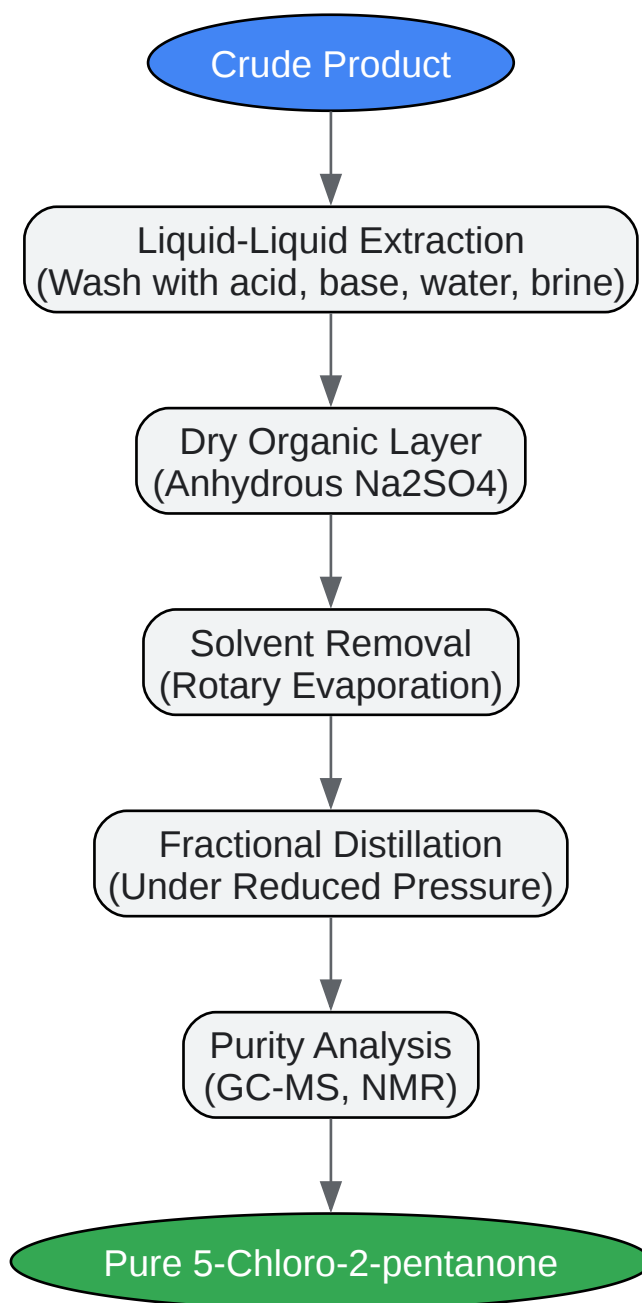 Crude Product
Liquid-Liquid Extraction
(Wash with acid, base, water, brine)
Dry Organic Layer
(Anhydrous Na2SO4)
Solvent Removal
(Rotary Evaporation)
Fractional Distillation
(Under Reduced Pressure)
Purity Analysis
(GC-MS, NMR)
Pure 5-Chloro-2-pentanone